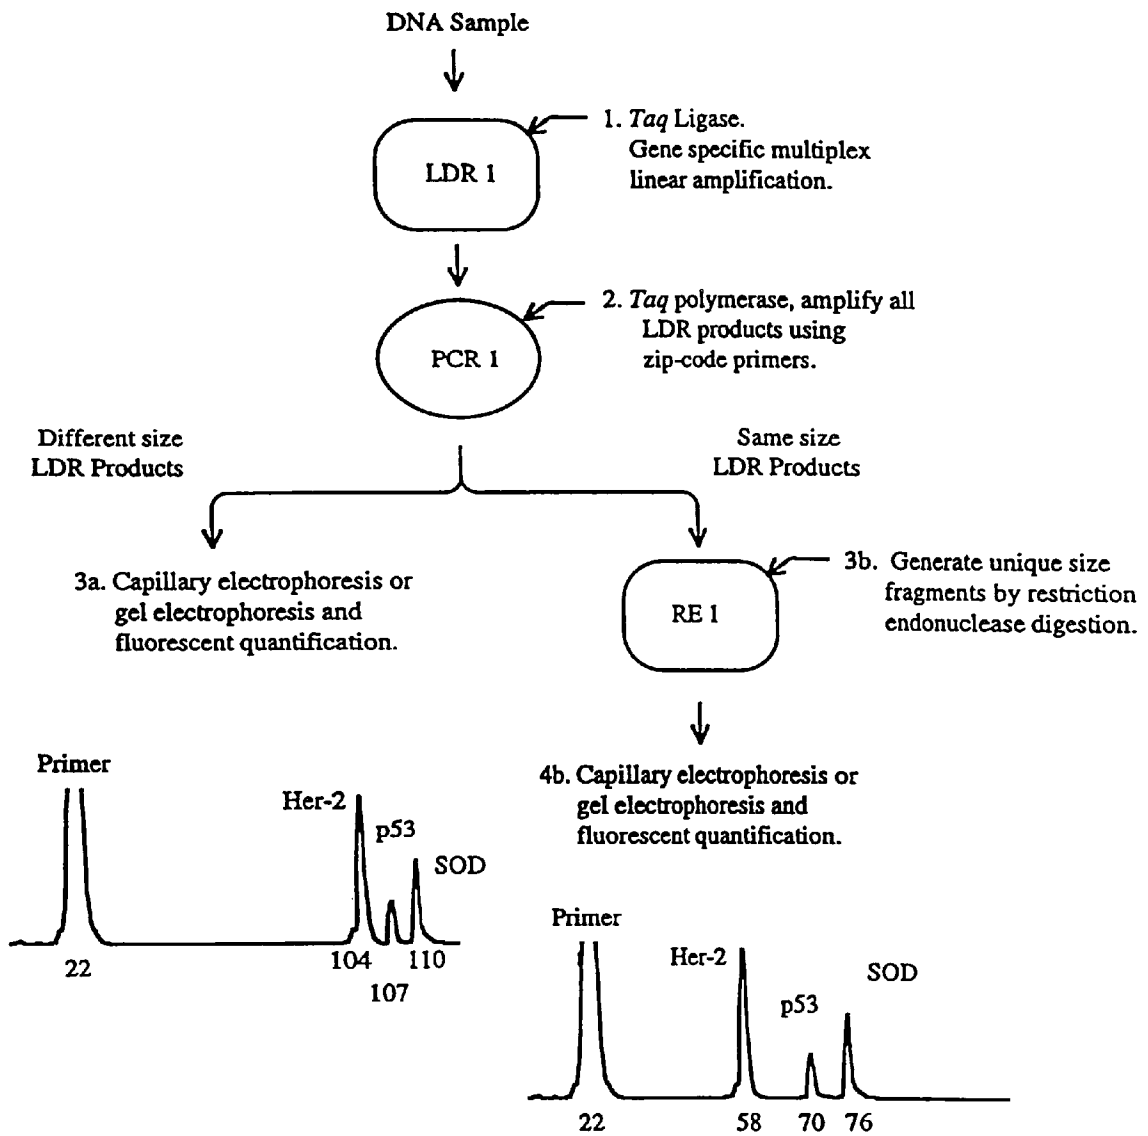 DNA Sample
LDR 1
1. Taq Ligase.
Gene specific multiplex
linear amplification.
PCR 1
2. Taq polymerase, amplify all
LDR products using
zip-code primers.
Different size
LDR Products
Same size
LDR Products
3a. Capillary electrophoresis or
gel electrophoresis and
fluorescent quantification.
RE 1
3b. Generate unique size
fragments by restriction
endonuclease digestion.
4b. Capillary electrophoresis or
gel electrophoresis and
fluorescent quantification.
Primer
Her-2
p53
SOD
22
104
107
110
Primer
Her-2
p53
SOD
22
58
70
76